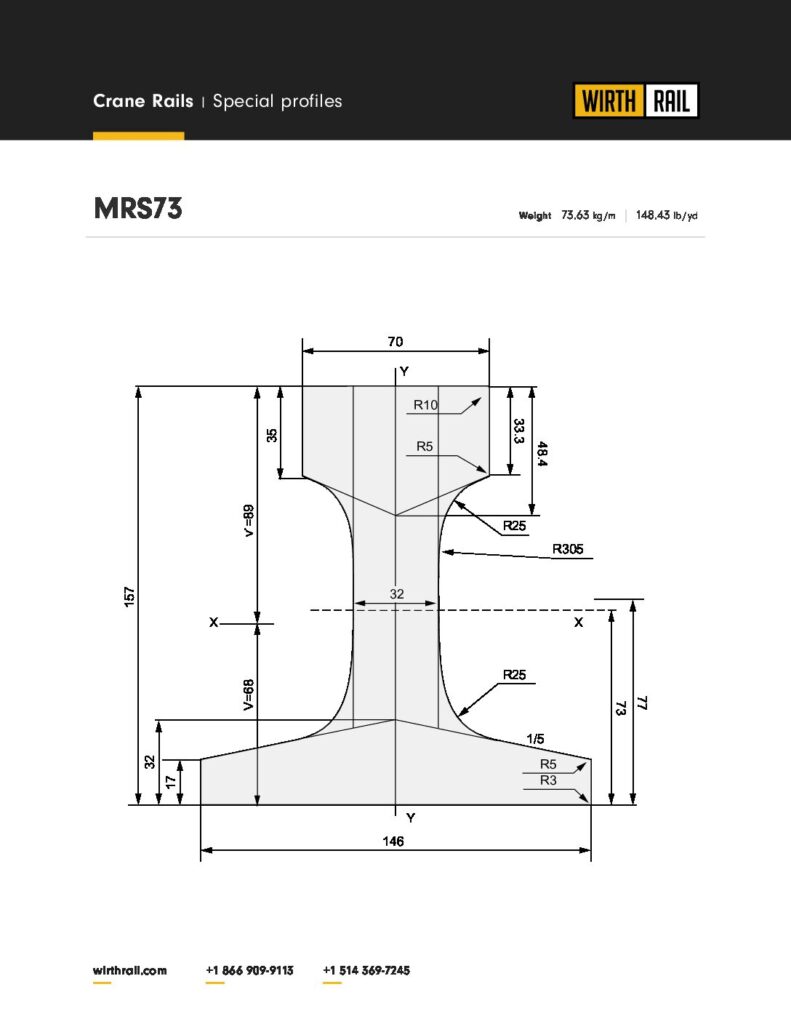 Crane Rails | Special profiles
WIRTH RAIL
MRS73
Weight 73,63 kg/m | 148,43 lb/yd
70
Y
R10
35
33.3
R5
48.4
v'=89
R25
R305
157
32
X
X
R25
V=68
73
77
1/5
32
R5
17
R3
Y
146
wirthrail.com +1 866 909-9113 +1 514 369-7245